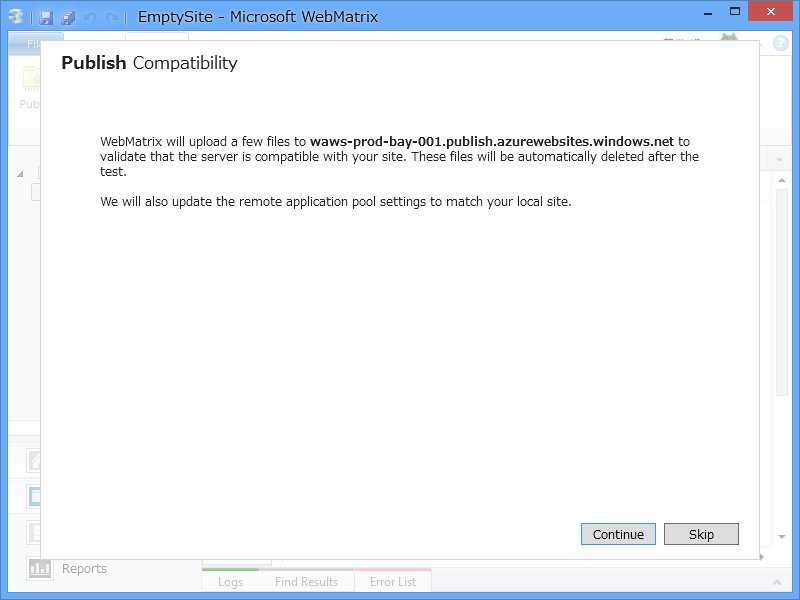 EmptySite - Microsoft WebMatrix
Publish Compatibility
WebMatrix will upload a few files to waws-prod-bay-001.publish.azurewebsites.windows.net to
validate that the server is compatible with your site. These files will be automatically deleted after the
test.
We will also update the remote application pool settings to match your local site.
Continue
Skip
Reports
Logs
Find Results
Error List